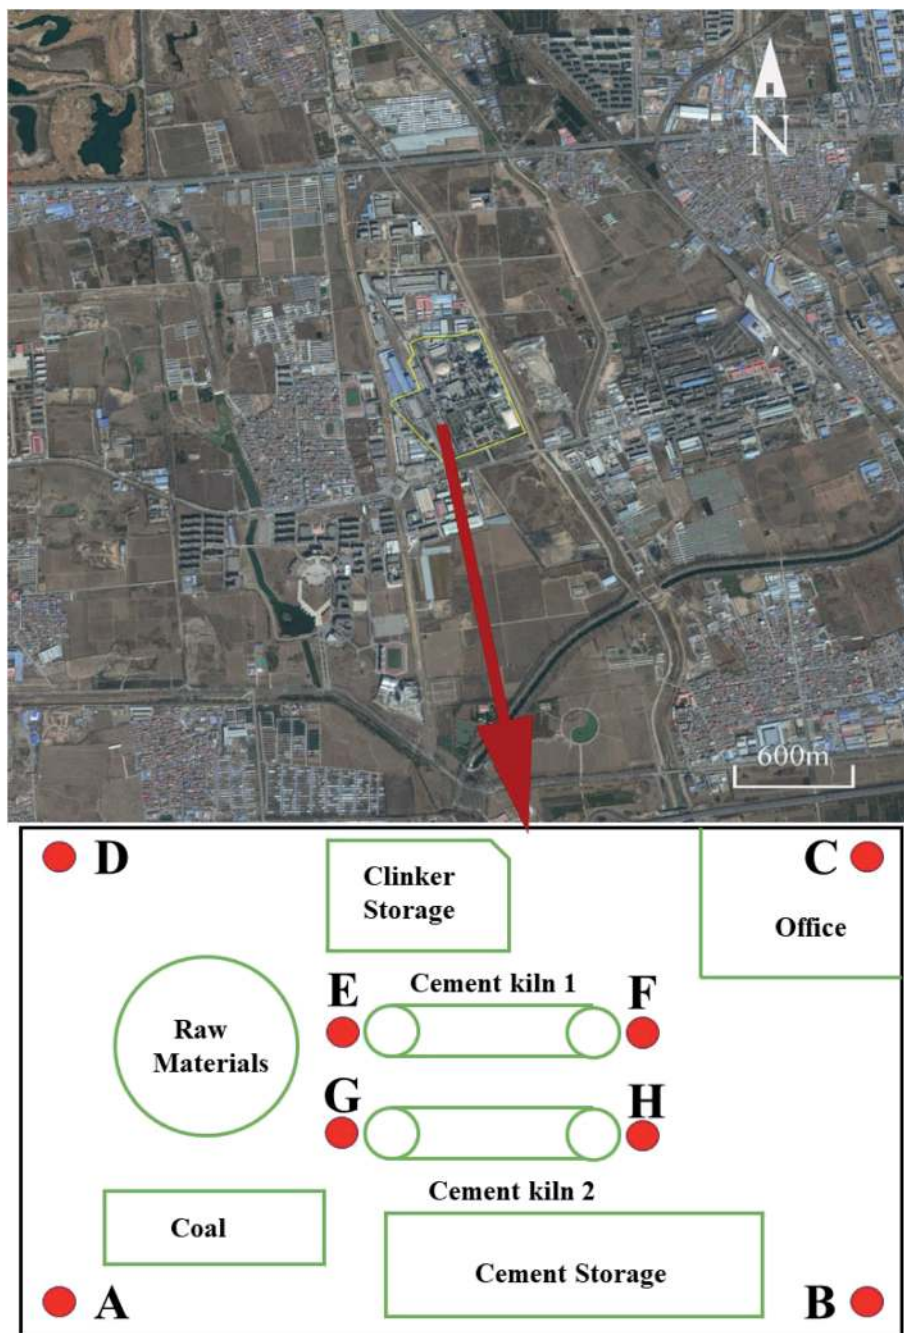 N
600m
D
C
Clinker
Storage
Office
Cement kiln 1
E
F
Raw
Materials
G
H
Cement kiln 2
Coal
Cement Storage
A
B